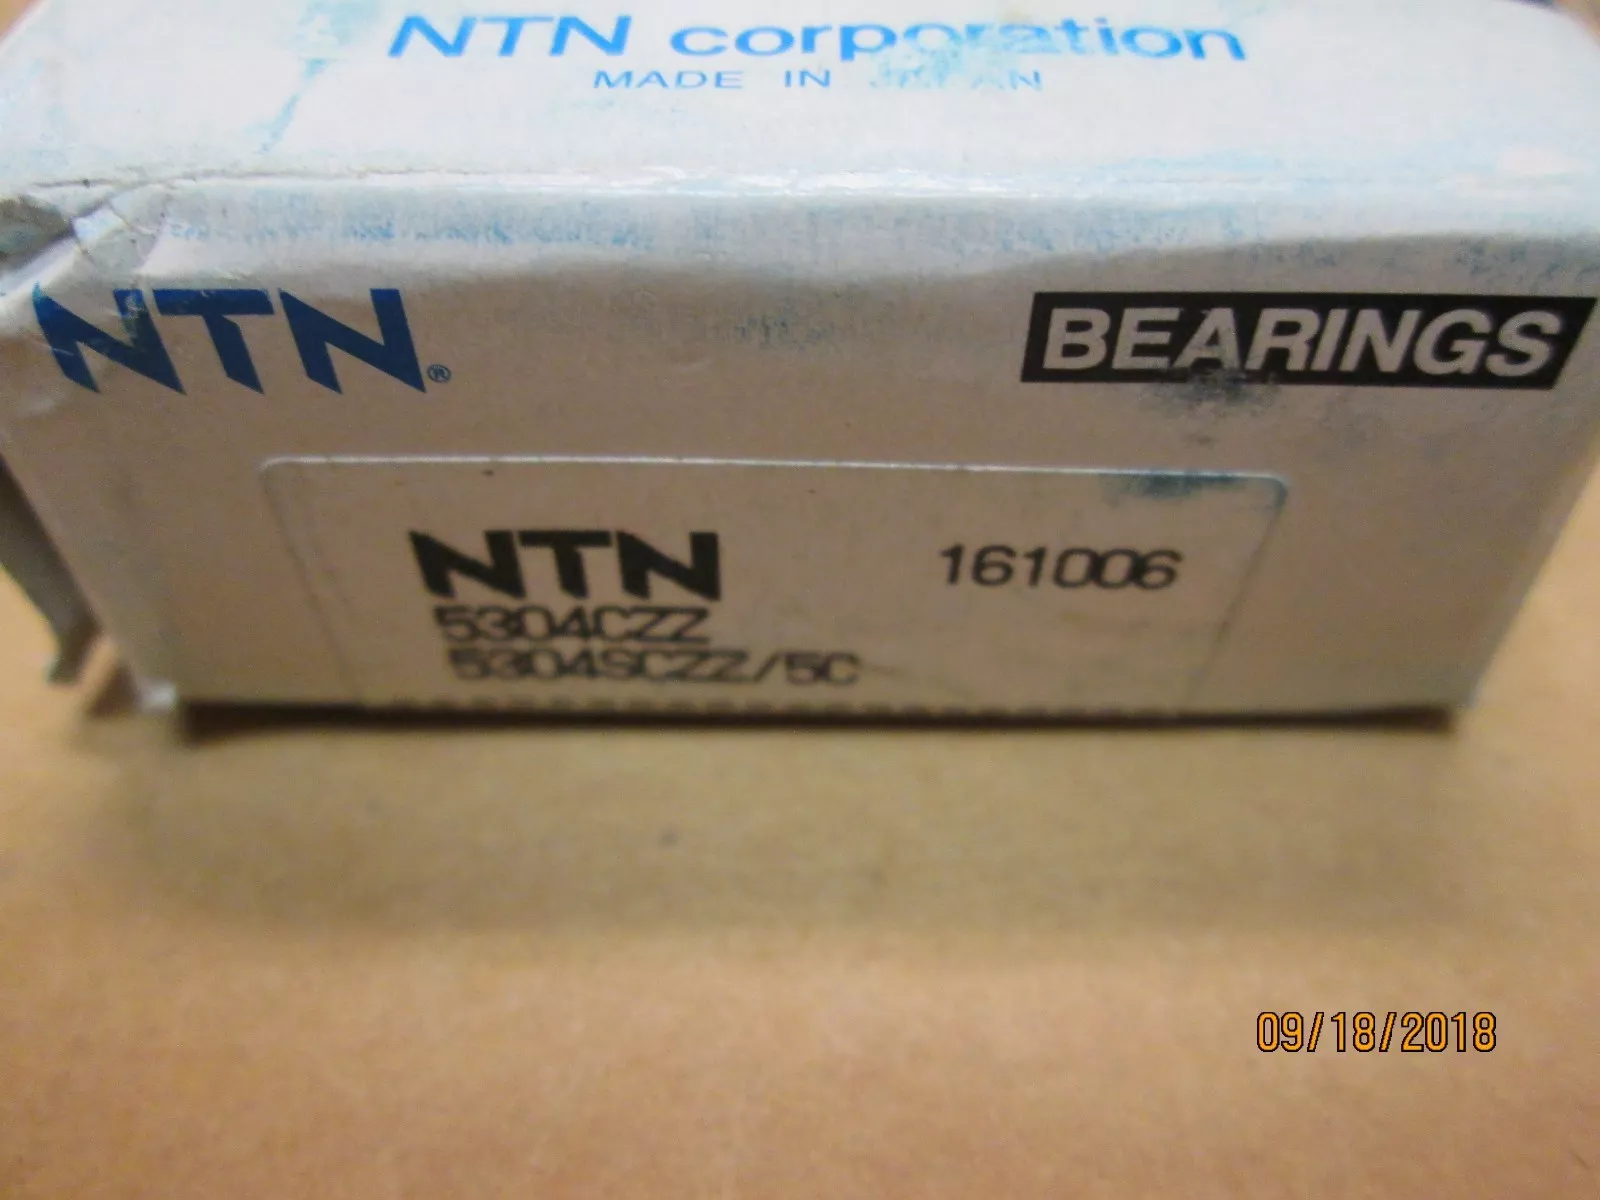 NTN corporation
MADE IN JAPAN
NTN®
BEARINGS
NTN 161006
5304CZZ
5304SCZZ/5C
09/18/2018